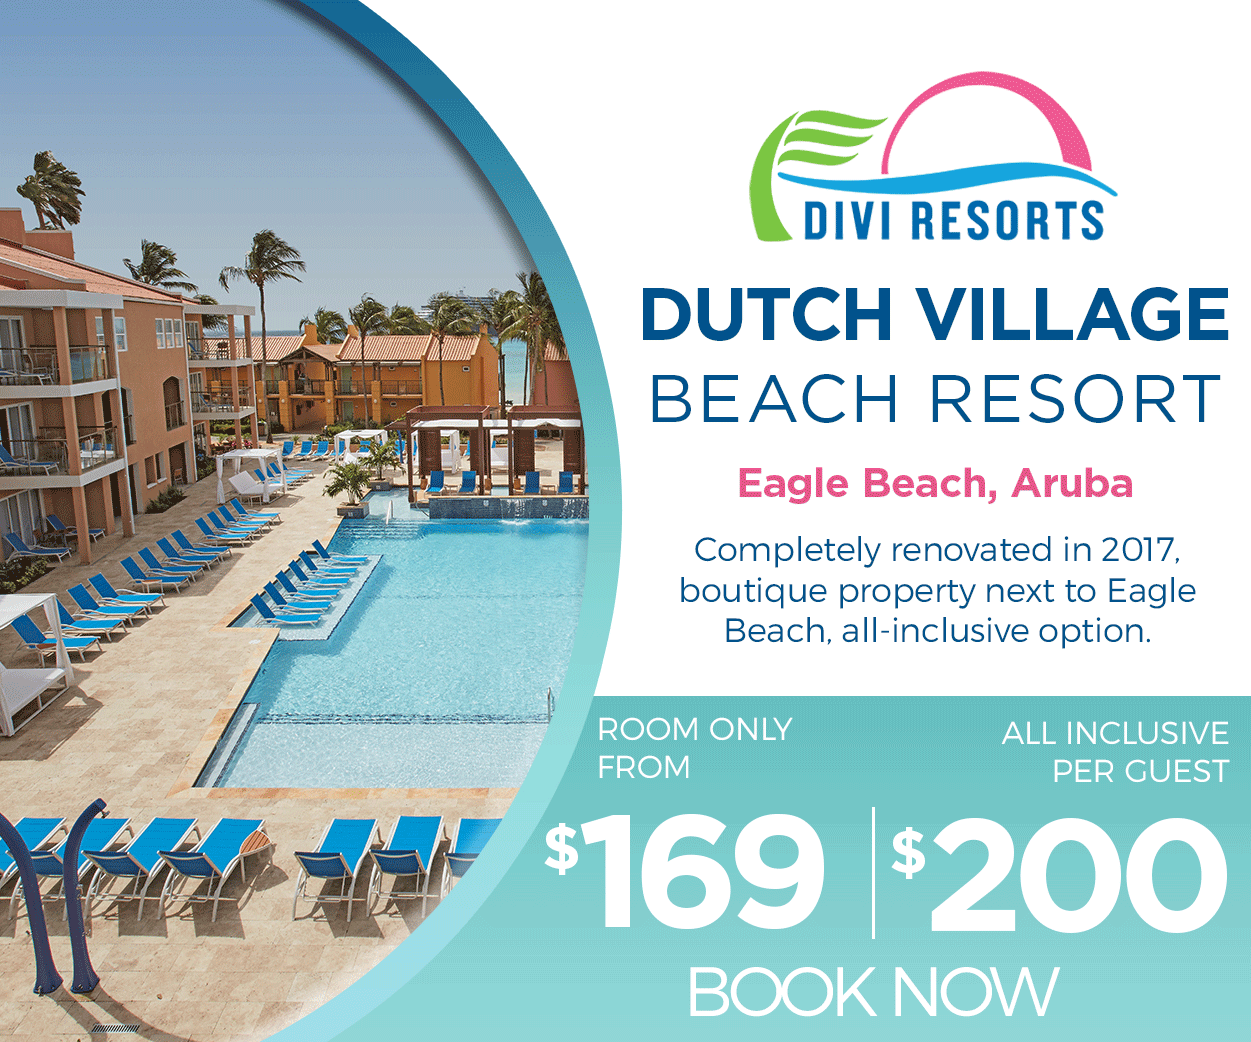 DIVI RESORTS
DUTCH VILLAGE
BEACH RESORT
Eagle Beach, Aruba
Completely renovated in 2017,
boutique property next to Eagle
Beach, all-inclusive option.
ROOM ONLY
FROM
$169
ALL INCLUSIVE
PER GUEST
$200
BOOK NOW